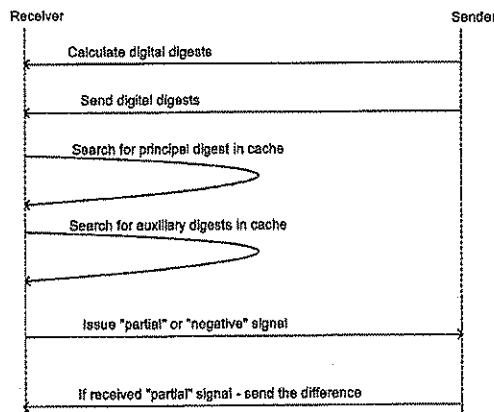 Receiver
Sender
Calculate digital digests
Send digital digests
Search for principal digest in cache
Search for auxiliary digests in cache
Issue "partial" or "negative" signal
If received "partial" signal - send the difference